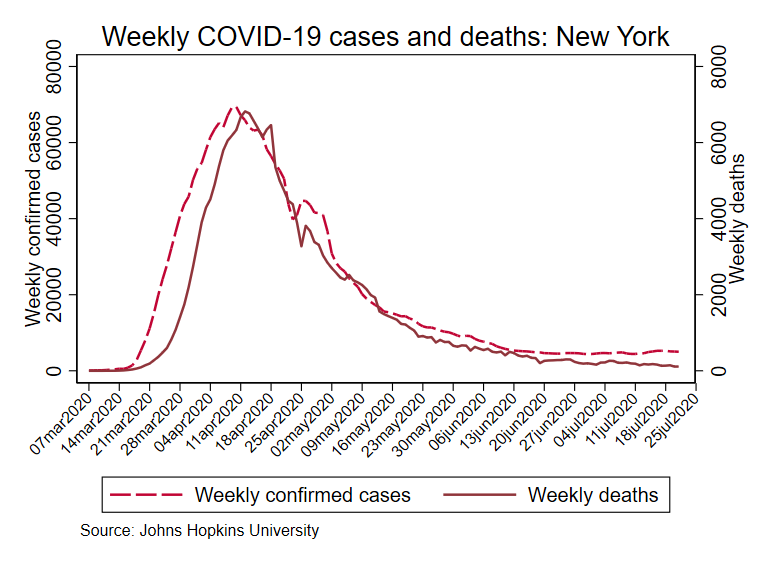 Weekly COVID-19 cases and deaths: New York
Weekly confirmed cases
80000
60000
40000
20000
0
8000
6000
4000
2000
0
Weekly deaths
07mar2020
14mar2020
21mar2020
28mar2020
04apr2020
11apr2020
18apr2020
25apr2020
02may2020
09may2020
16may2020
23may2020
30may2020
06jun2020
13jun2020
20jun2020
27jun2020
04jul2020
11jul2020
18jul2020
25jul2020
Weekly confirmed cases
Weekly deaths
Source: Johns Hopkins University